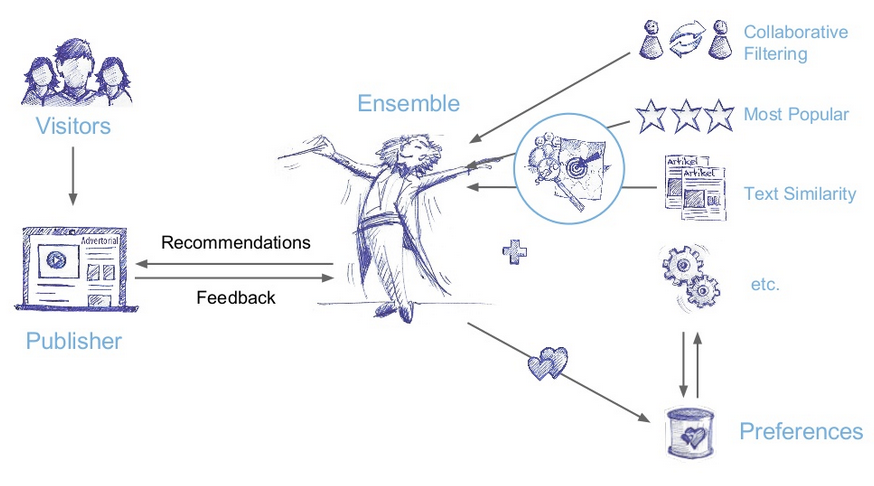 Collaborative
Filtering
Ensemble
Most Popular
Visitors
Artikel
Artikel
Text Similarity
Advertorial
Recommendations
Feedback
etc.
Publisher
Preferences